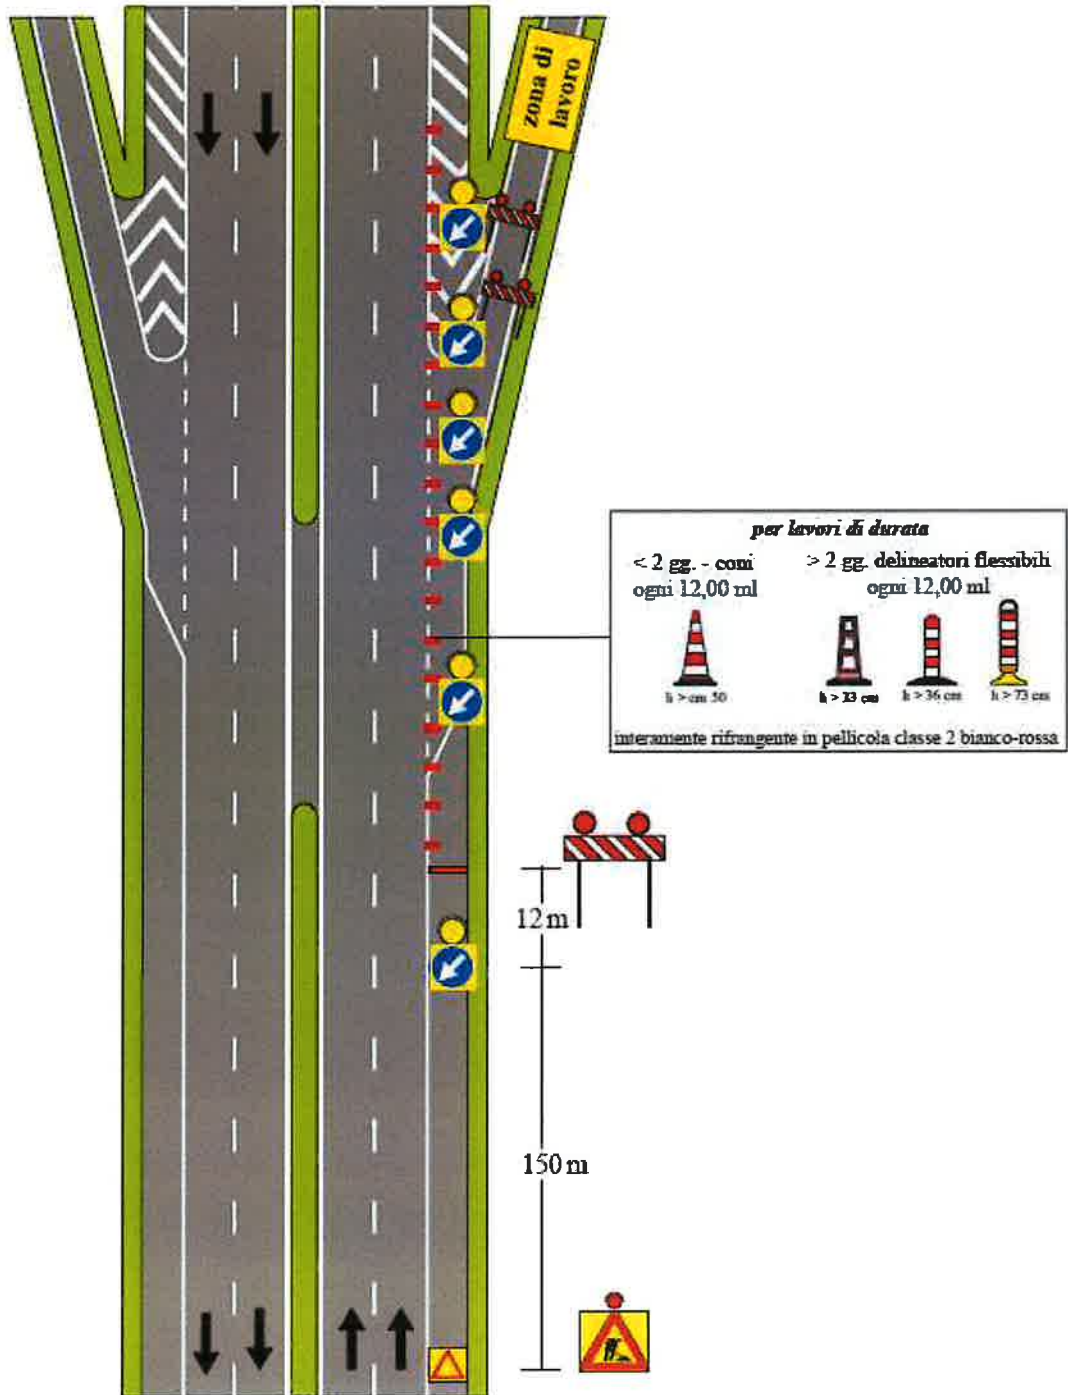 zona di
lavoro
per lavori di durata
< 2 gg. - coni
ogni 12,00 ml
> 2 gg. delineatori flessibili
ogni 12,00 ml
h > cm 50
h > 33 cm
h > 36 cm
h > 73 cm
interamente rifrangente in pellicola classe 2 bianco-rossa
12 m
150 m